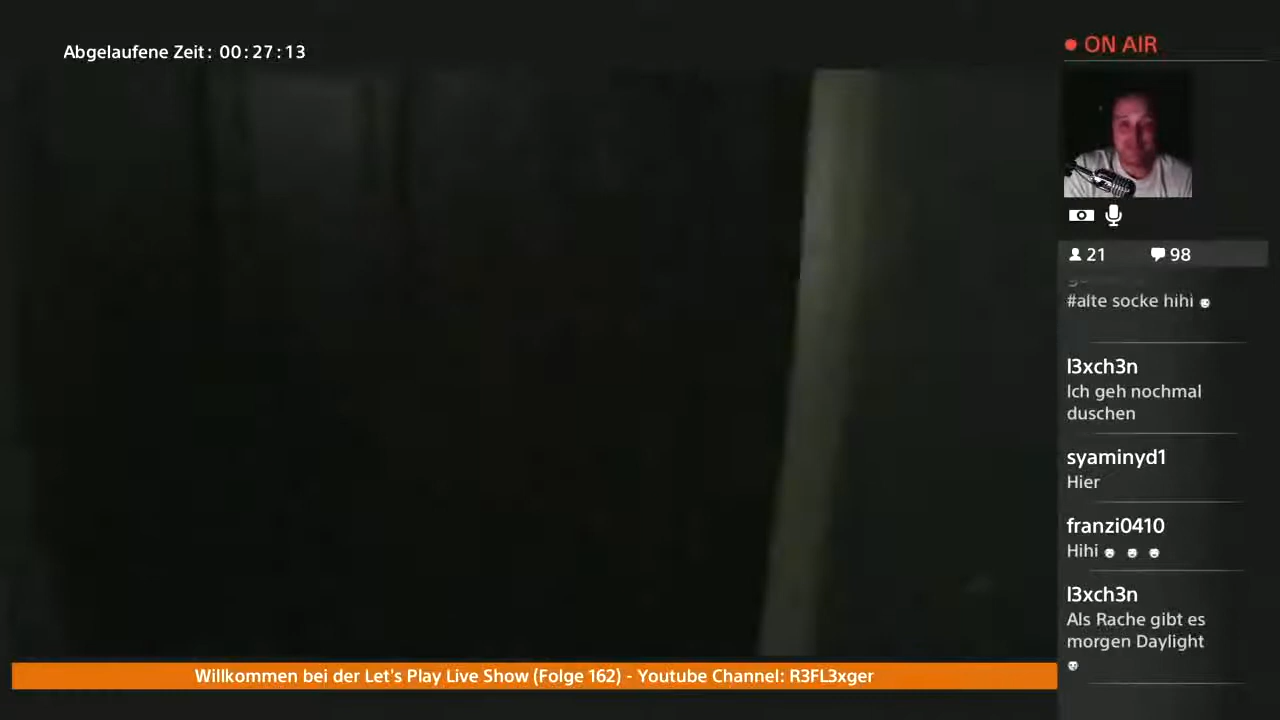 Abgelaufene Zeit: 00:27:13
ON AIR
21 98
#alte socke hihi
l3xch3n
Ich geh nochmal
duschen
syaminyd1
Hier
franzi0410
Hihi
l3xch3n
Als Rache gibt es
morgen Daylight
Willkommen bei der Let's Play Live Show (Folge 162) - Youtube Channel: R3FL3xger